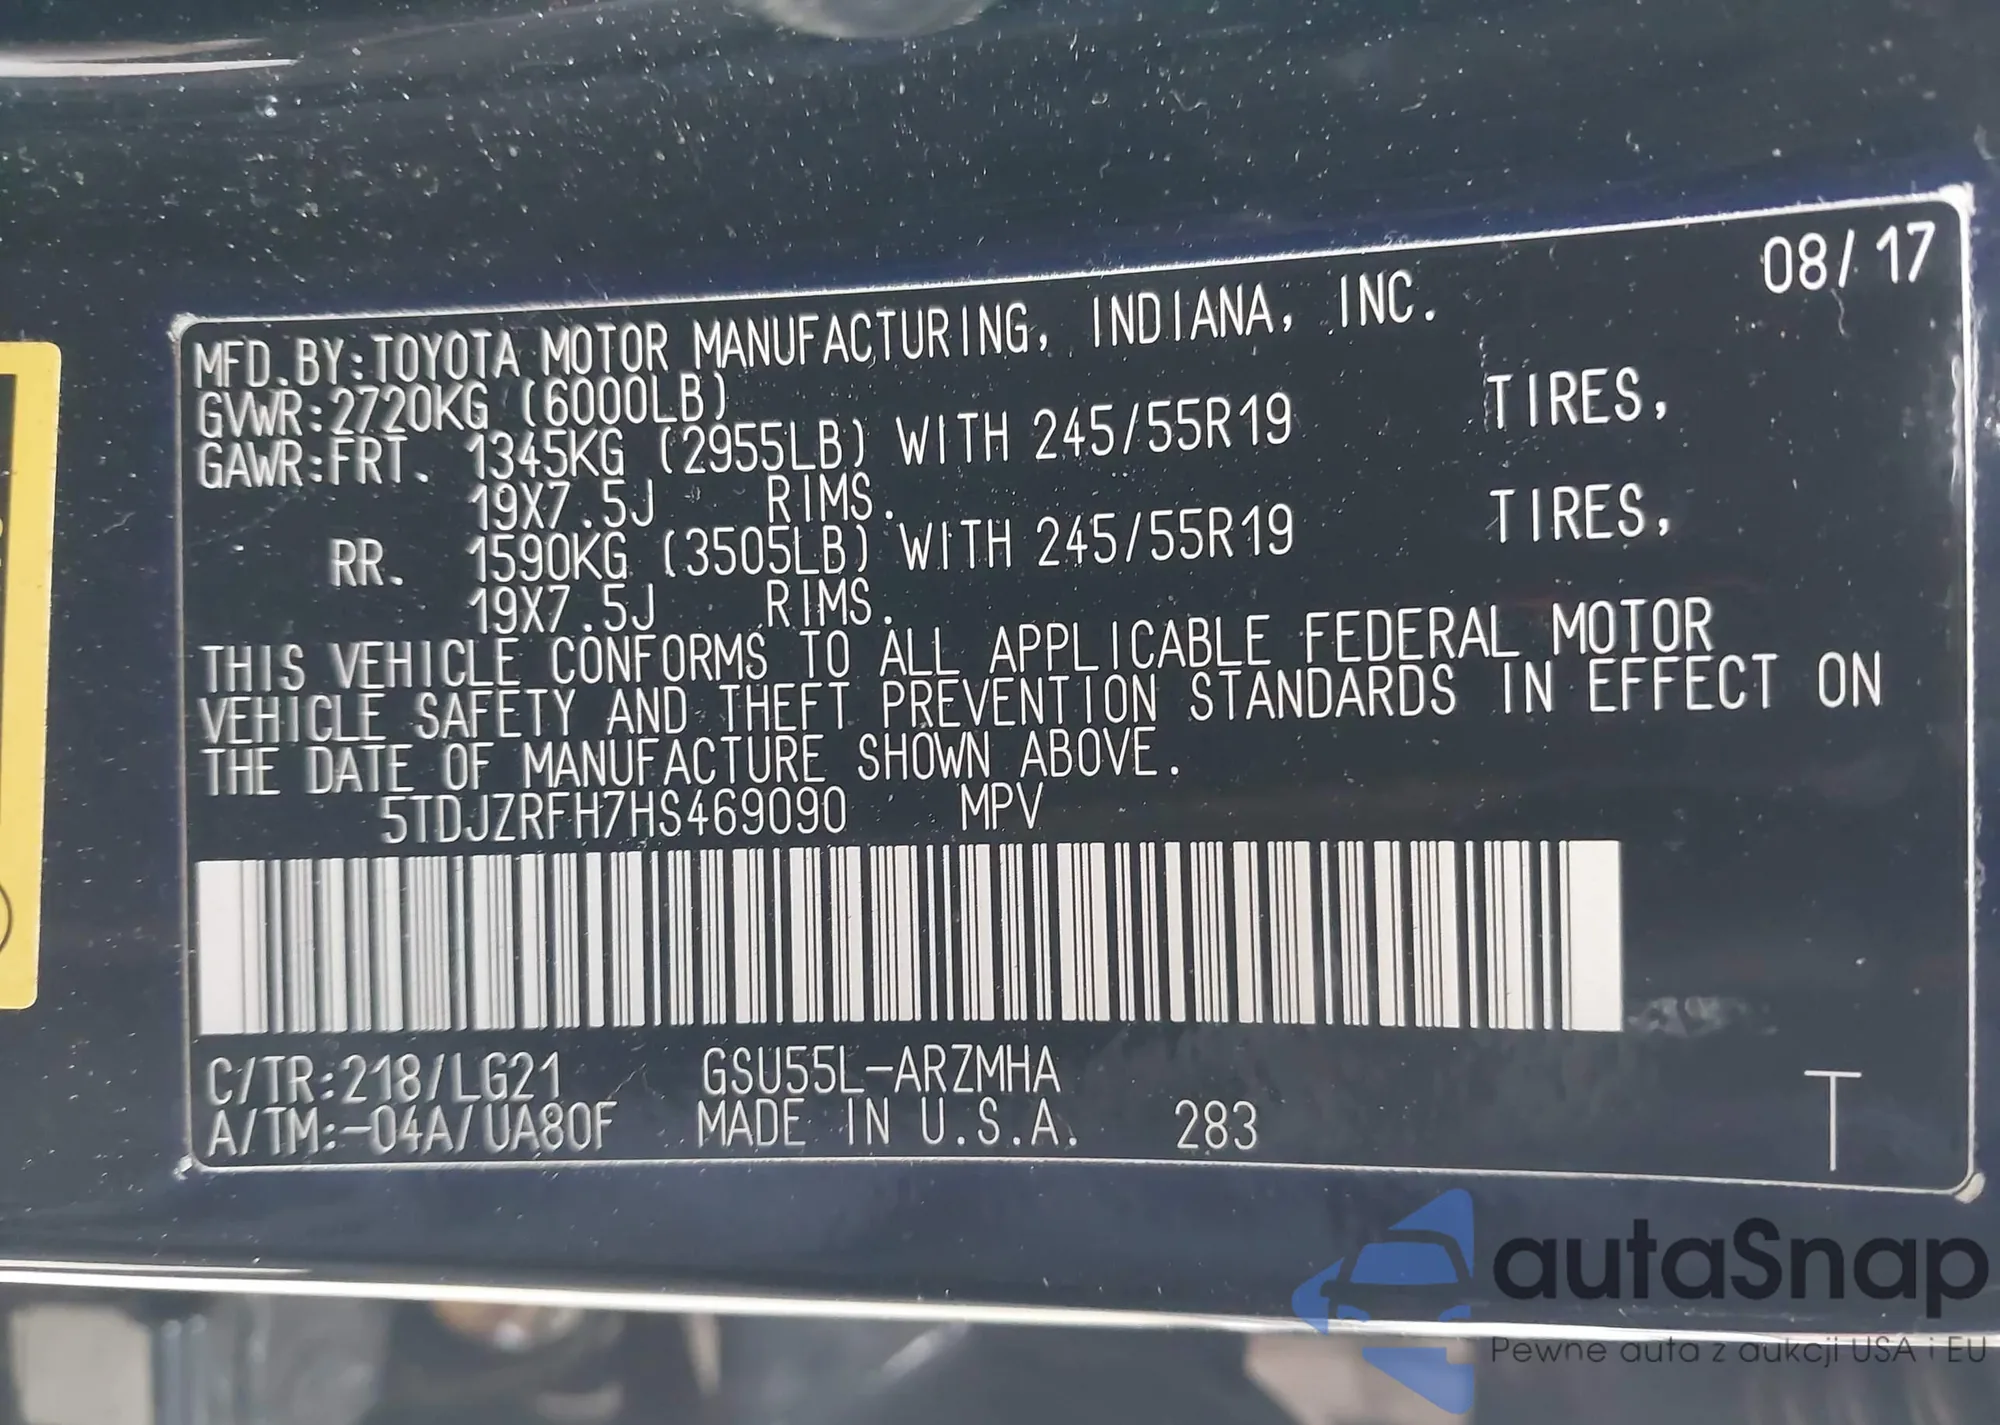 08/17
MFD.BY:TOYOTA MOTOR MANUFACTURING, INDIANA, INC.
GVWR:2720KG (6000LB)
GAWR:FRT. 1345KG (2955LB) WITH 245/55R19 TIRES,
19X7.5J RIMS.
RR. 1590KG (3505LB) WITH 245/55R19 TIRES,
19X7.5J RIMS.
THIS VEHICLE CONFORMS TO ALL APPLICABLE FEDERAL MOTOR
VEHICLE SAFETY AND THEFT PREVENTION STANDARDS IN EFFECT ON
THE DATE OF MANUFACTURE SHOWN ABOVE.
5TDJZRFH7HS469090 MPV
C/TR:218/LG21 GSU55L-ARZMHA
A/TM:-04A/UA80F MADE IN U.S.A. 283
T
autaSnap
Pewne auta z aukcji USA i EU